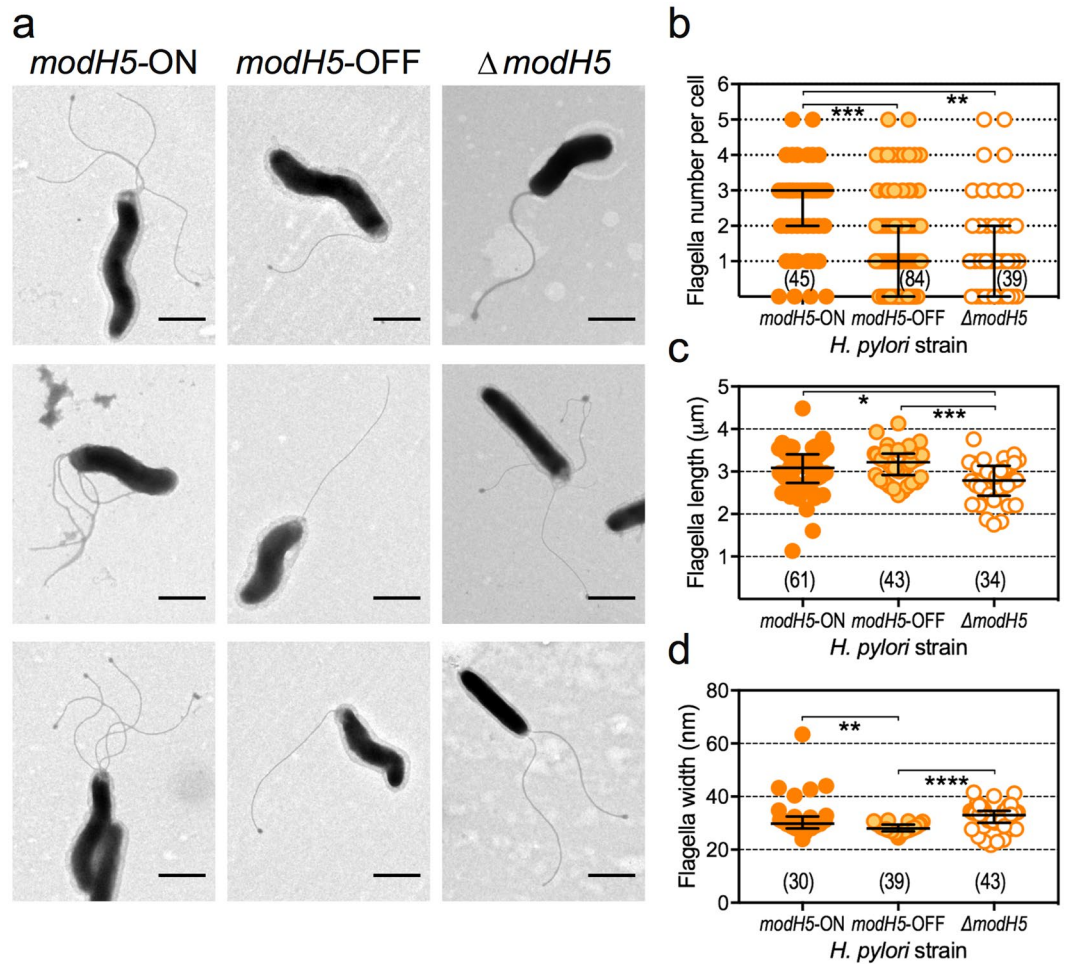 a
modH5-ON
modH5-OFF
Δ modH5
b
Flagella number per cell
6
5
4
3
2
1
**
***
(45)
(84)
(39)
modH5-ON
modH5-OFF
ΔmodH5
H. pylori strain
c
Flagella length (μm)
5
4
3
2
1
*
***
(61)
(43)
(34)
modH5-ON
modH5-OFF
ΔmodH5
H. pylori strain
d
Flagella width (nm)
80
60
40
20
0
**
****
(30)
(39)
(43)
modH5-ON
modH5-OFF
ΔmodH5
H. pylori strain